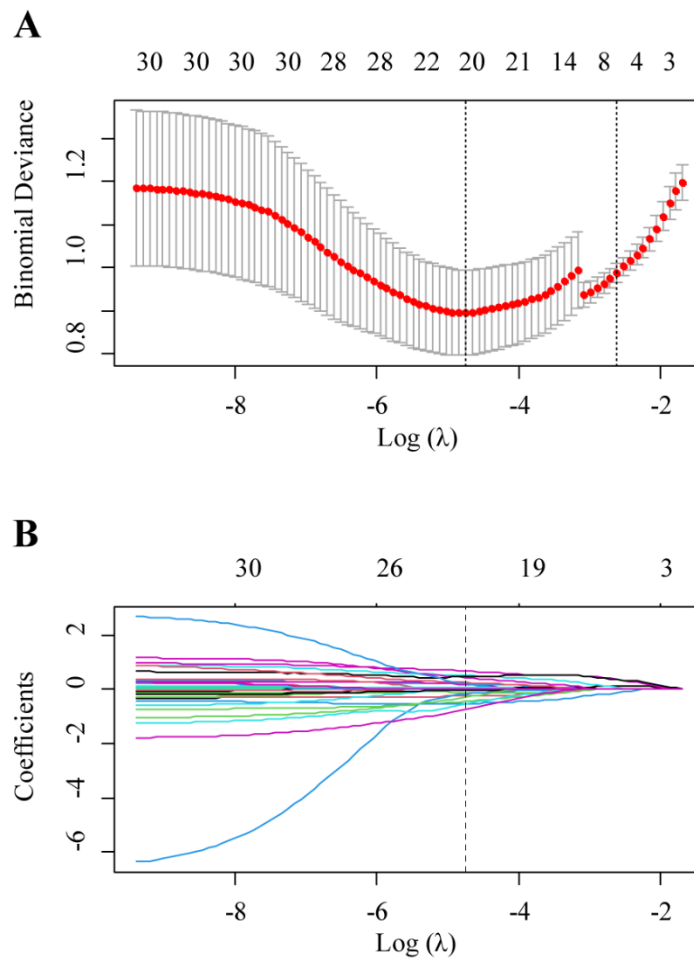 A
30 30 30 30 28 28 22 20 21 14 8 4 3
Binomial Deviance
1.2
1.0
0.8
-8 -6 -4 -2
Log (λ)
B
30 26 19 3
Coefficients
2
0
-2
-4
-6
-8 -6 -4 -2
Log (λ)